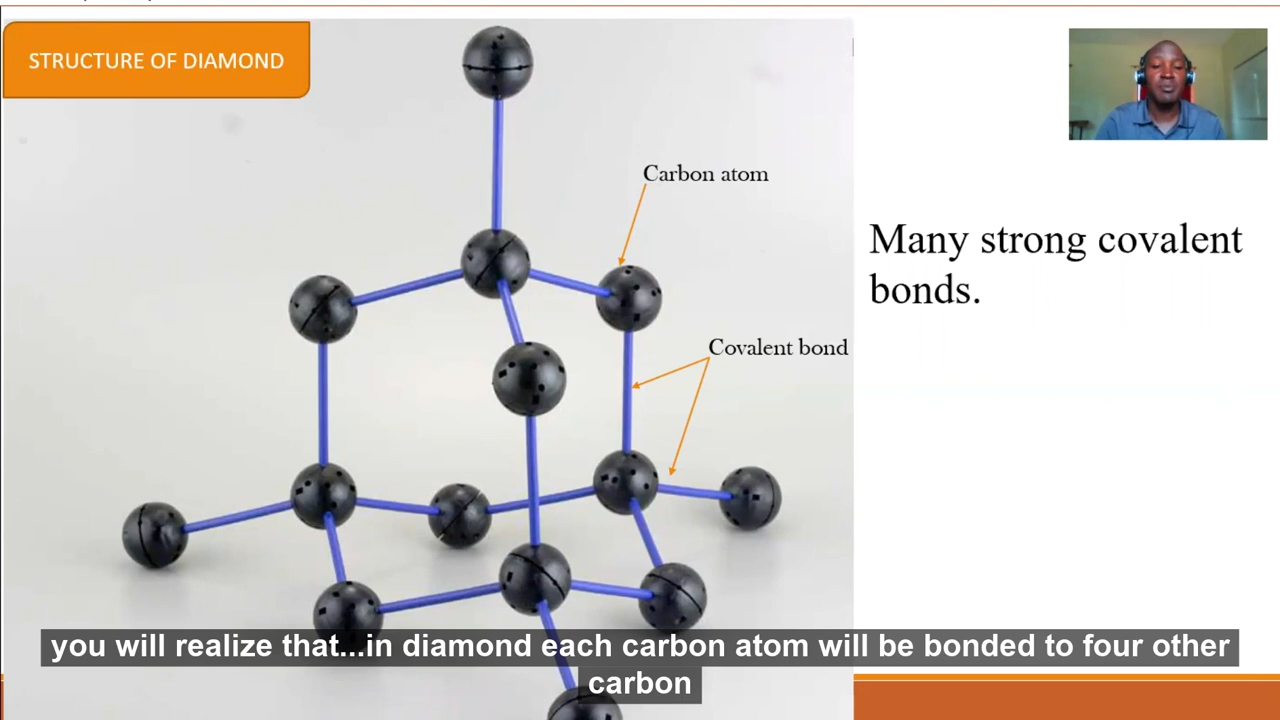 STRUCTURE OF DIAMOND
Carbon atom
Many strong covalent
bonds.
Covalent bond
you will realize that...in diamond each carbon atom will be bonded to four other
carbon